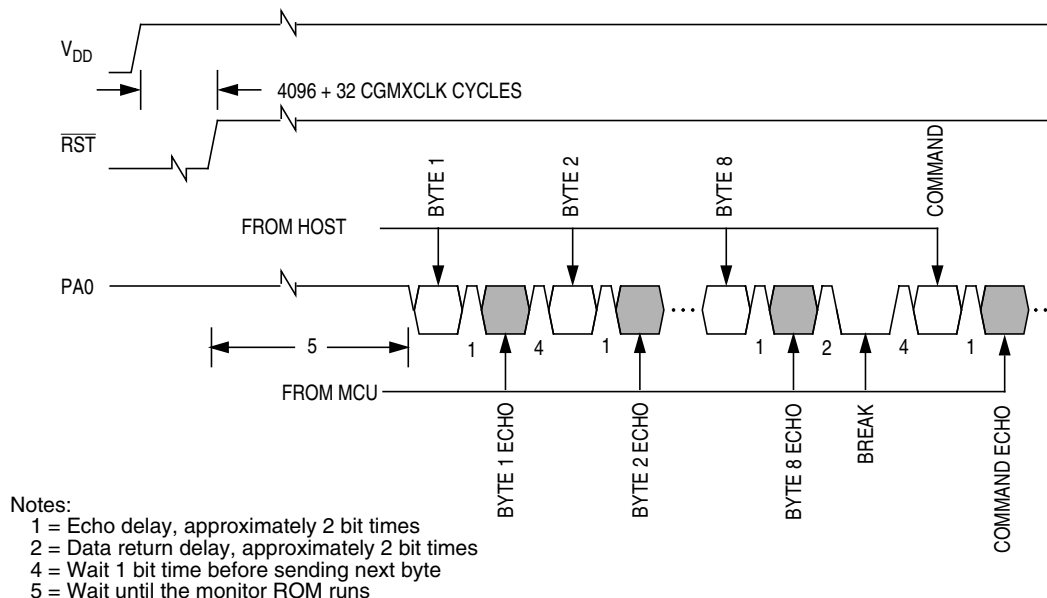 VDD
4096 + 32 CGMXCLK CYCLES
RST
BYTE 1
BYTE 2
BYTE 8
COMMAND
FROM HOST
PA0
1
4
1
...
1
2
4
1
...
5
FROM MCU
BYTE 1 ECHO
BYTE 2 ECHO
BYTE 8 ECHO
BREAK
COMMAND ECHO
Notes:
1 = Echo delay, approximately 2 bit times
2 = Data return delay, approximately 2 bit times
4 = Wait 1 bit time before sending next byte
5 = Wait until the monitor ROM runs